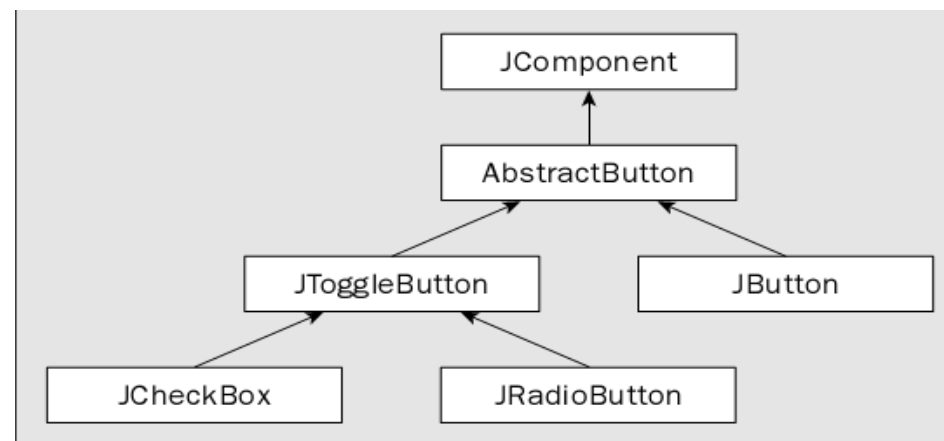 JComponent
AbstractButton
JToggleButton
JButton
JCheckBox
JRadioButton